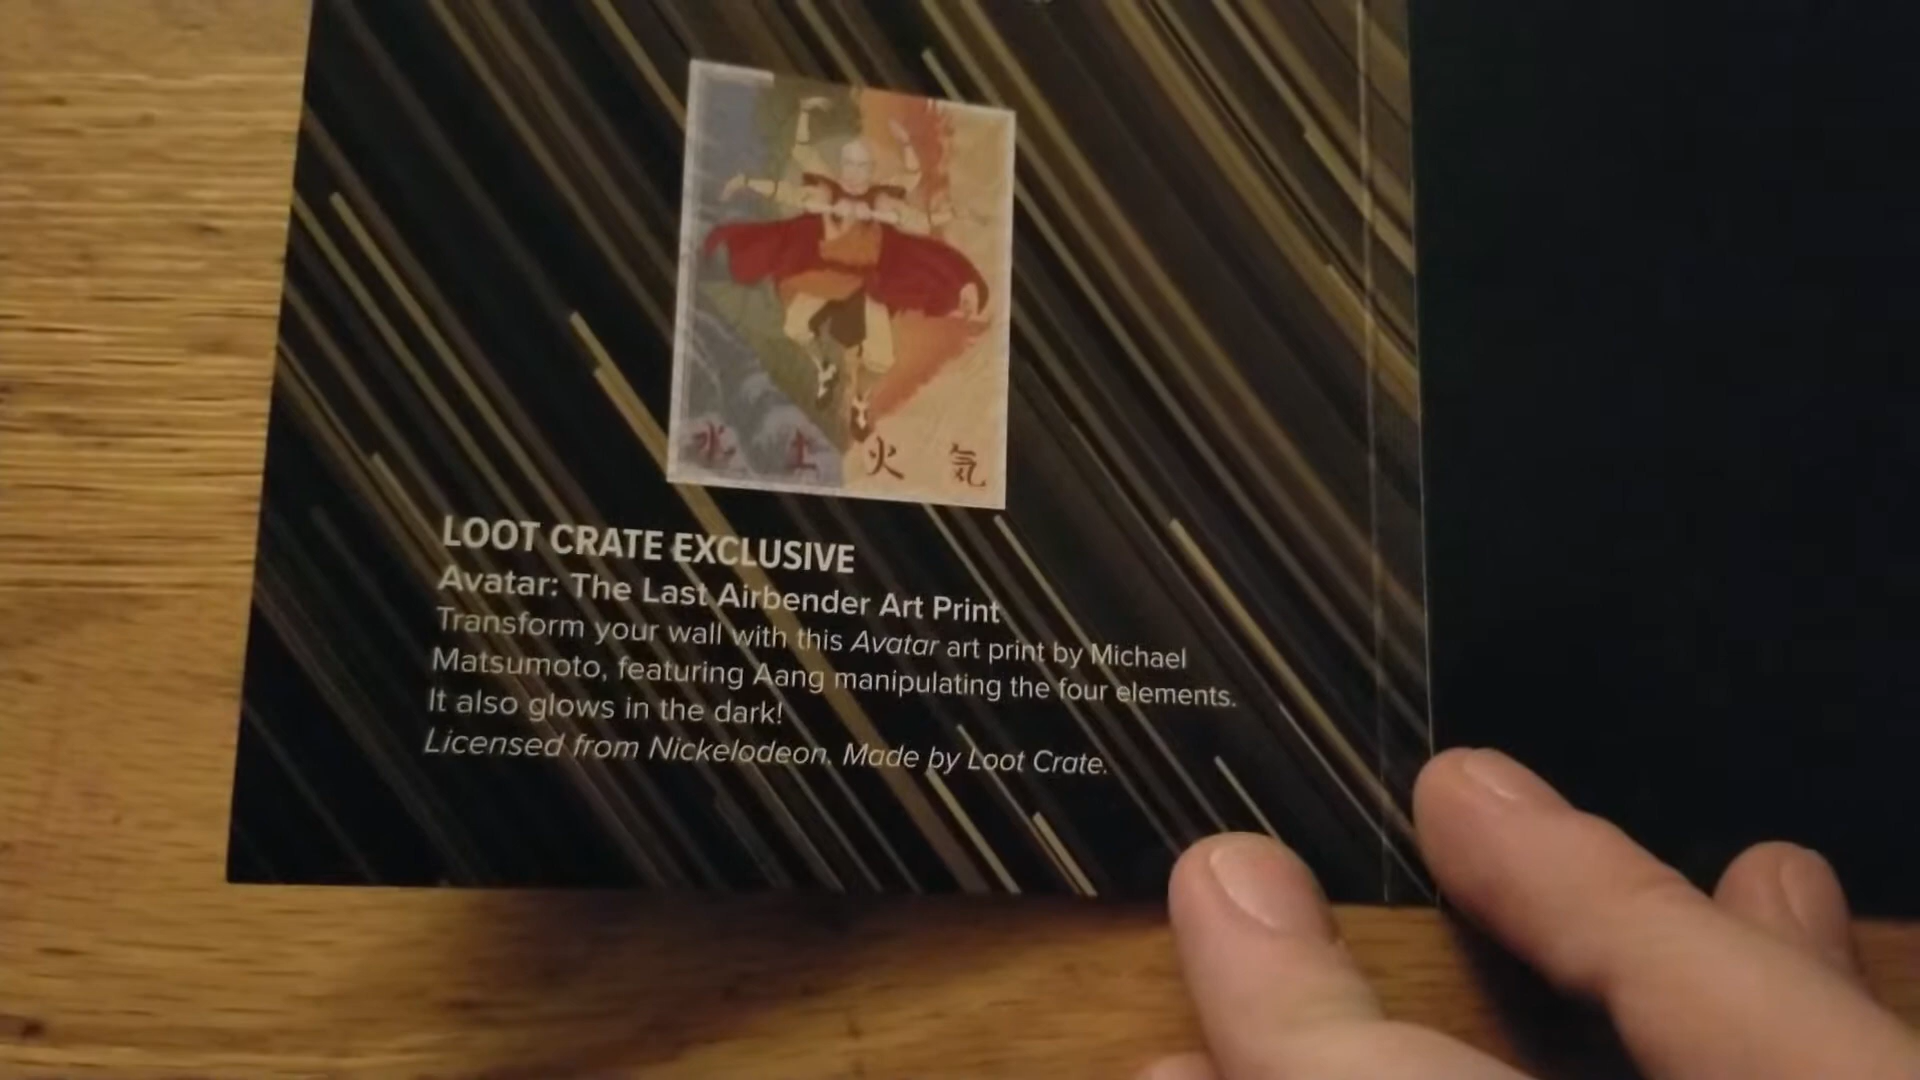 水 土 火 気
LOOT CRATE EXCLUSIVE
Avatar: The Last Airbender Art Print
Transform your wall with this Avatar art print by Michael
Matsumoto, featuring Aang manipulating the four elements.
It also glows in the dark!
Licensed from Nickelodeon. Made by Loot Crate.